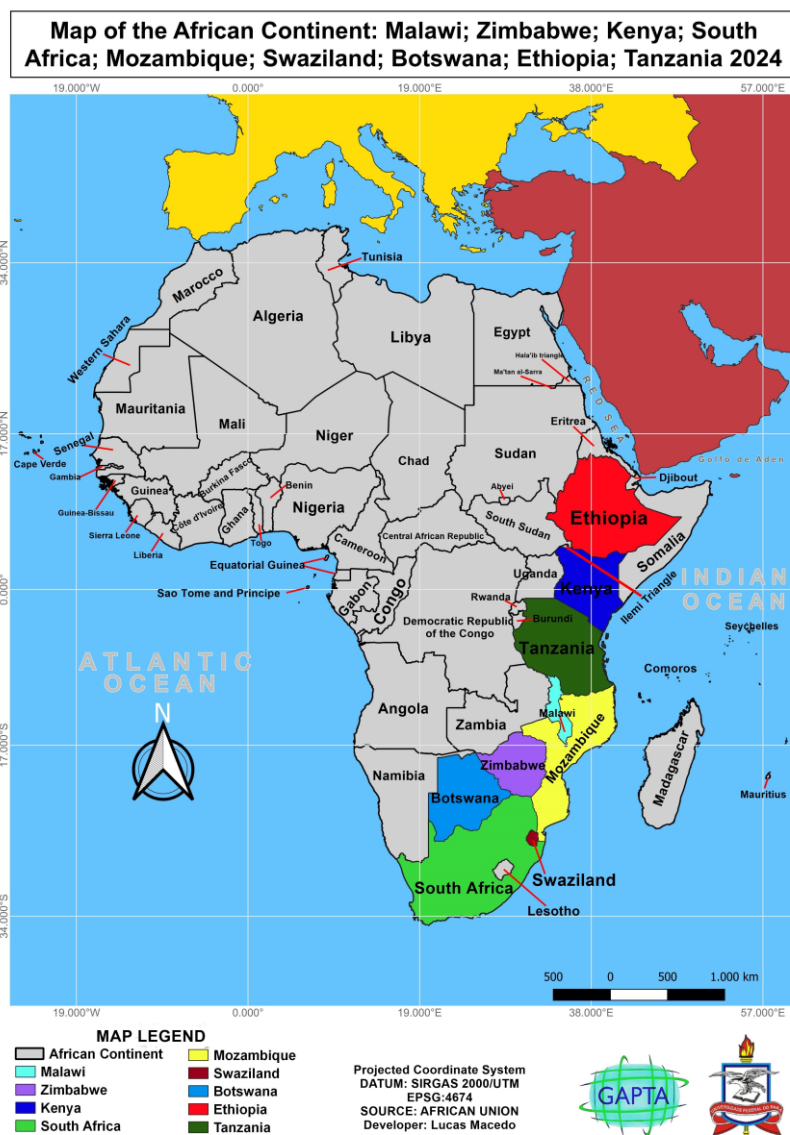 Map of the African Continent: Malawi; Zimbabwe; Kenya; South
Africa; Mozambique; Swaziland; Botswana; Ethiopia; Tanzania 2024
19.000°W
0.000°
19.000°E
38.000°E
57.000°E
34.000°N
17.000°N
0.000°
17.000°S
34.000°S
Tunisia
Marocco
Algeria
Libya
Egypt
Western Sahara
Hala'ib triangle
Ma'tan el-Sarra
RED SEA
Mauritania
Mali
Niger
Chad
Sudan
Eritrea
Senegal
Cape Verde
Gambia
Golfo de Aden
Djibout
Guinea-Bissau
Guinea
Burkina Fasco
Benin
Nigeria
Abyei
Ethiopia
Sierra Leone
Côte d'Ivoire
Ghana
Togo
Liberia
Cameroon
Central African Republic
South Sudan
Somalia
Equatorial Guinea
Sao Tome and Principe
Gabon
Congo
Uganda
Kenya
Ilemi Triangle
INDIAN
OCEAN
Rwanda
Burundi
Democratic Republic
of the Congo
Tanzania
Seychelles
ATLANTIC
OCEAN
Comoros
N
Angola
Zambia
Malawi
Mozambique
Madagascar
Mauritius
Namibia
Zimbabwe
Botswana
South Africa
Swaziland
Lesotho
500
0
500
1.000 km
19.000°W
0.000°
19.000°E
38.000°E
57.000°E
MAP LEGEND
African Continent
Malawi
Zimbabwe
Kenya
South Africa
Mozambique
Swaziland
Botswana
Ethiopia
Tanzania
Projected Coordinate System
DATUM: SIRGAS 2000/UTM
EPSG:4674
SOURCE: AFRICAN UNION
Developer: Lucas Macedo
GAPTA
UNIVERSIDADE FEDERAL DO PARÁ